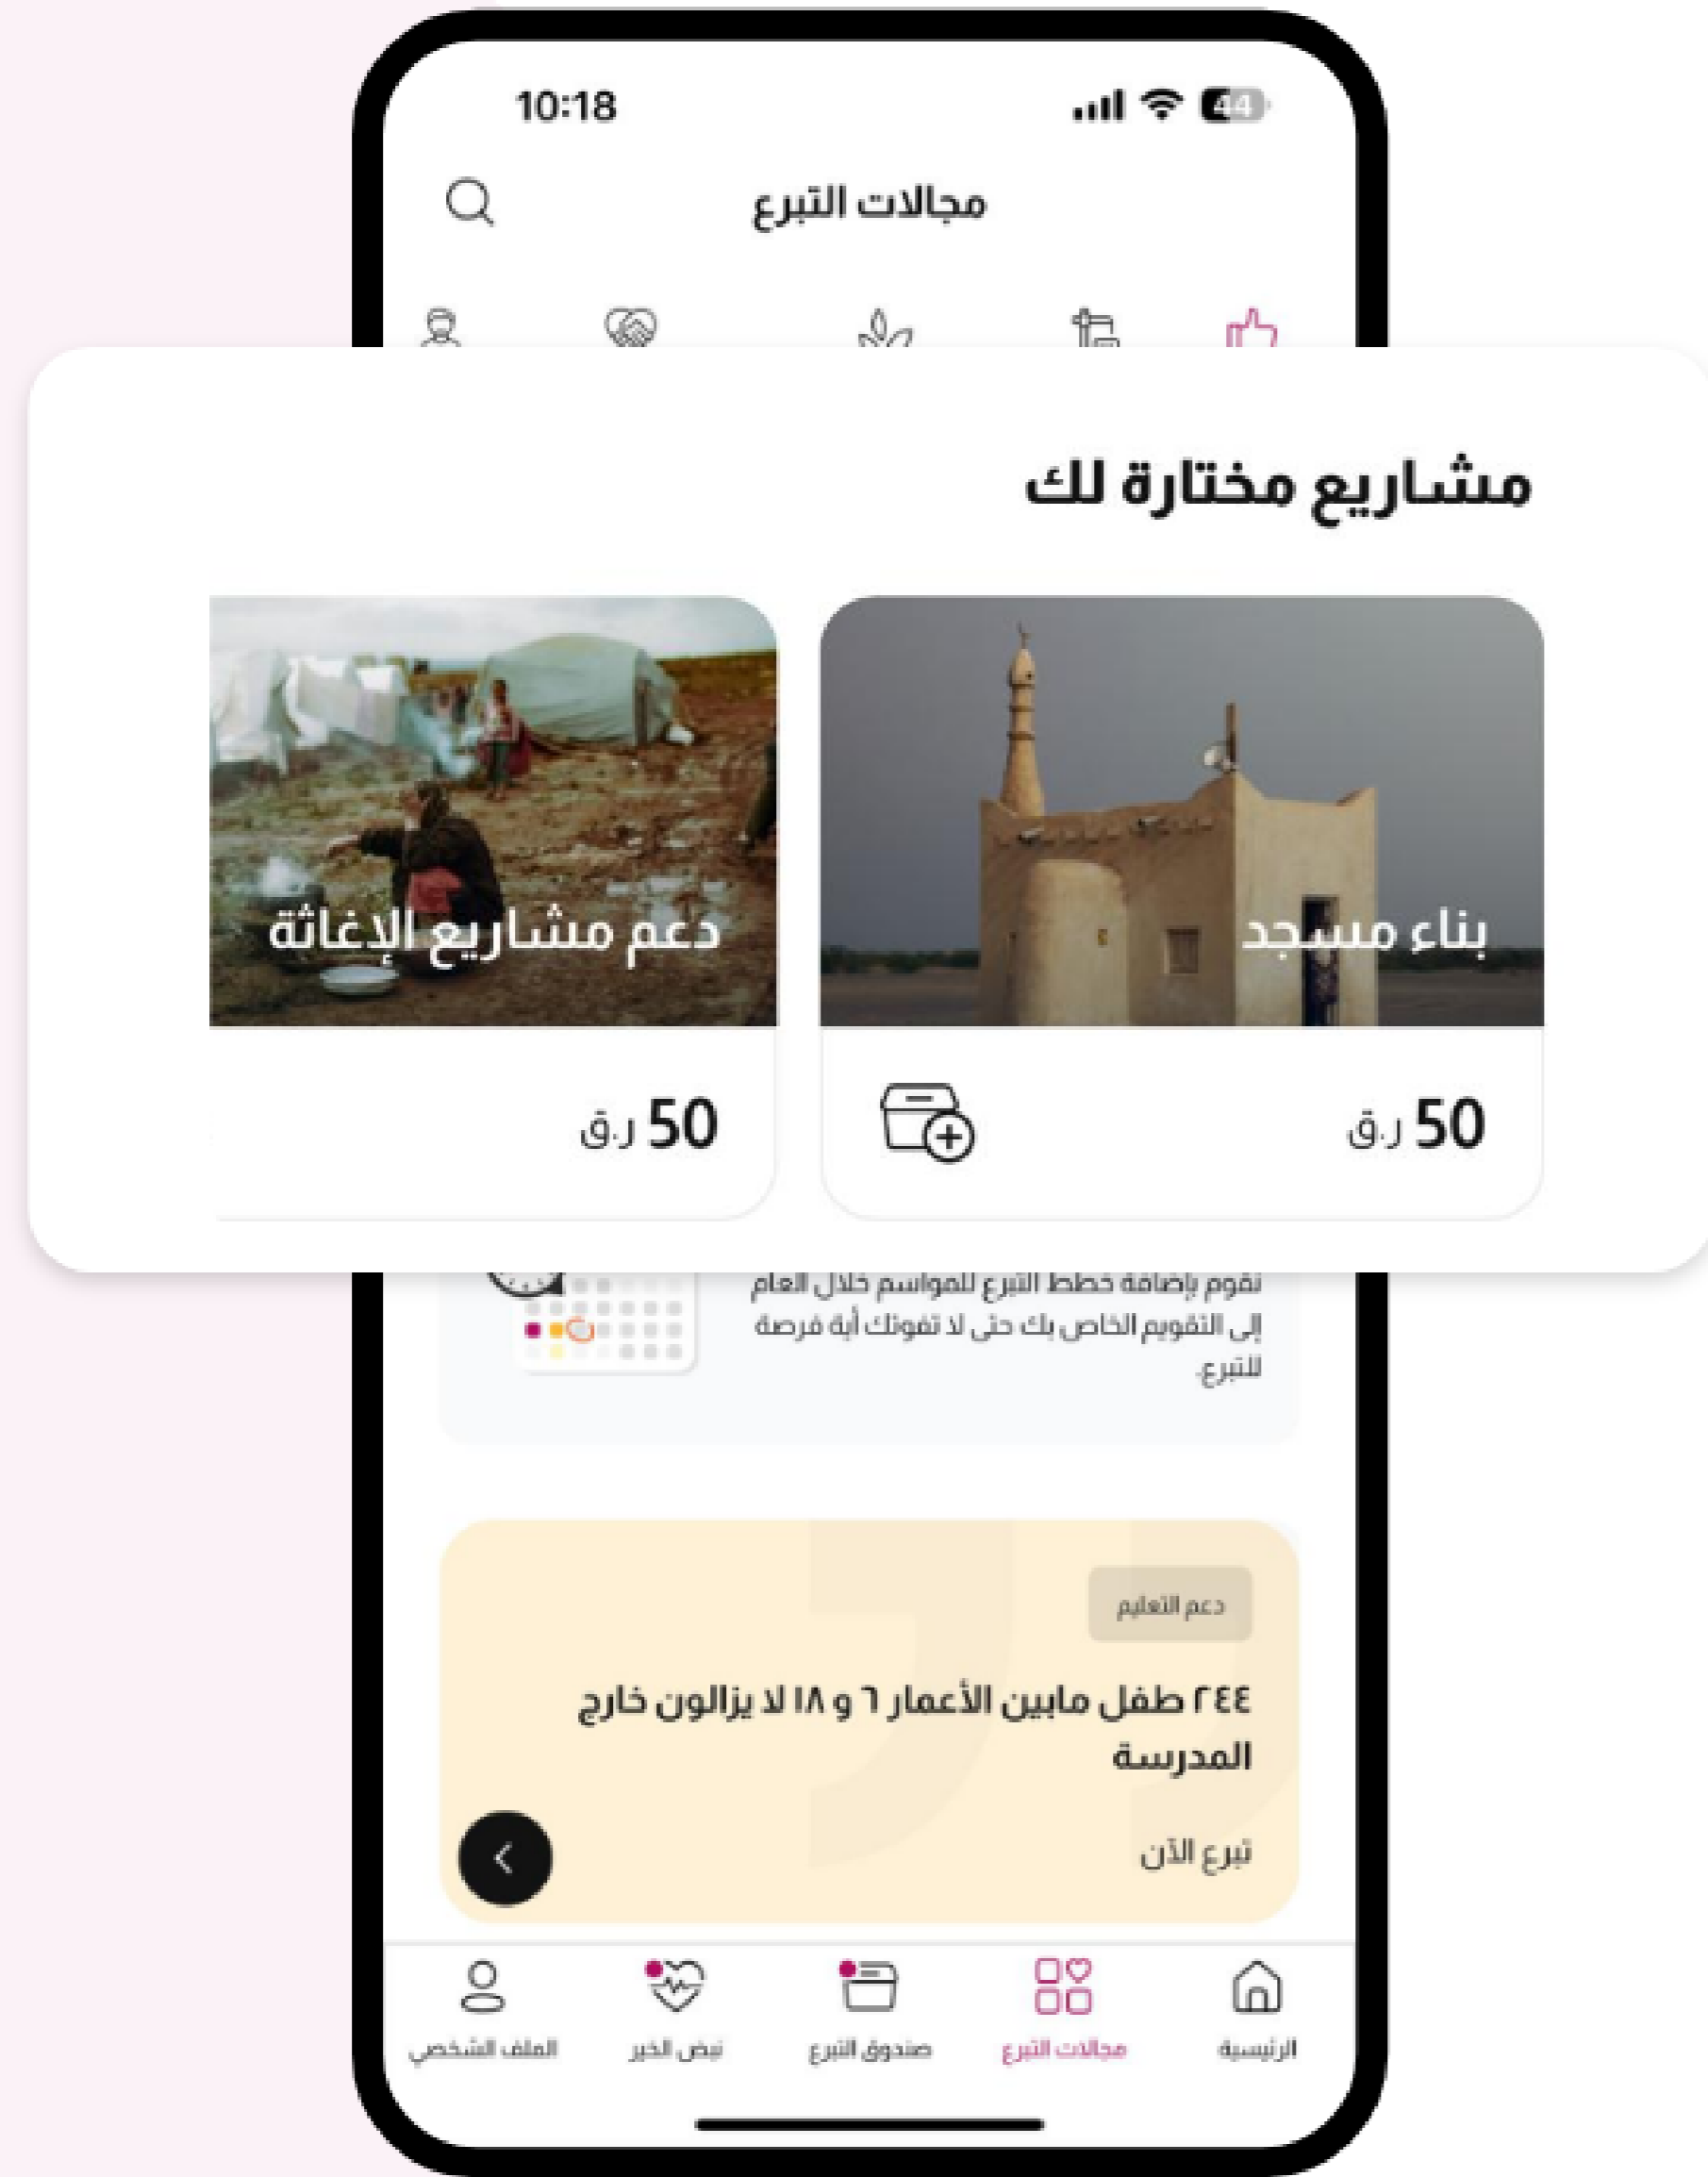 10:18
44
مجالات التبرع
مشاريع مختارة لك
بناء مسجد
دعم مشاريع الإغاثة
50 ر.ق
50 ر.ق
نقوم بإضافة خطط التبرع للمواسم خلال العام
إلى التقويم الخاص بك حتى لا تفوتك أية فرصة
للتبرع.
دعم التعليم
٢٤٤ طفل مابين الأعمار ٦ و ١٨ لا يزالون خارج
المدرسة
تبرع الآن
الرئيسية
مجالات التبرع
صندوق التبرع
نبض الخير
الملف الشخصي